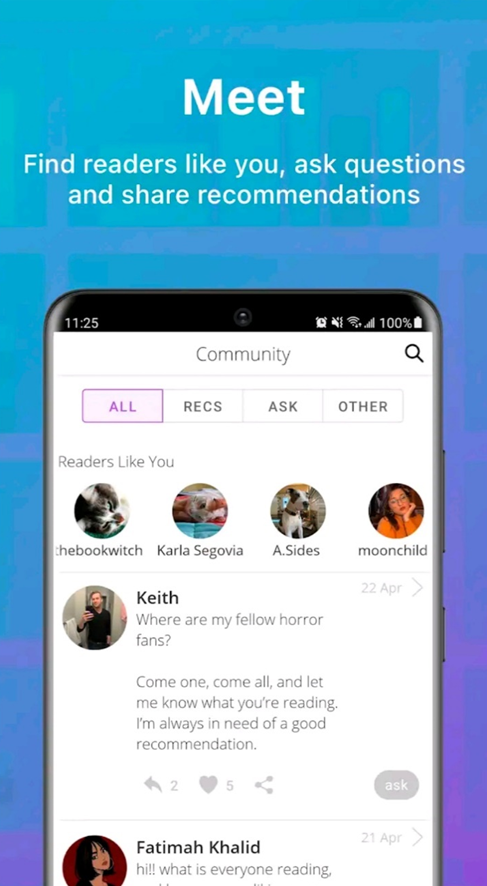 Meet
Find readers like you, ask questions
and share recommendations
11:25
100%
Community
ALL
RECS
ASK
OTHER
Readers Like You
thebookwitch
Karla Segovia
A.Sides
moonchild
22 Apr
Keith
Where are my fellow horror
fans?
Come one, come all, and let
me know what you're reading.
I'm always in need of a good
recommendation.
2
5
ask
21 Apr
Fatimah Khalid
hi!! what is everyone reading,